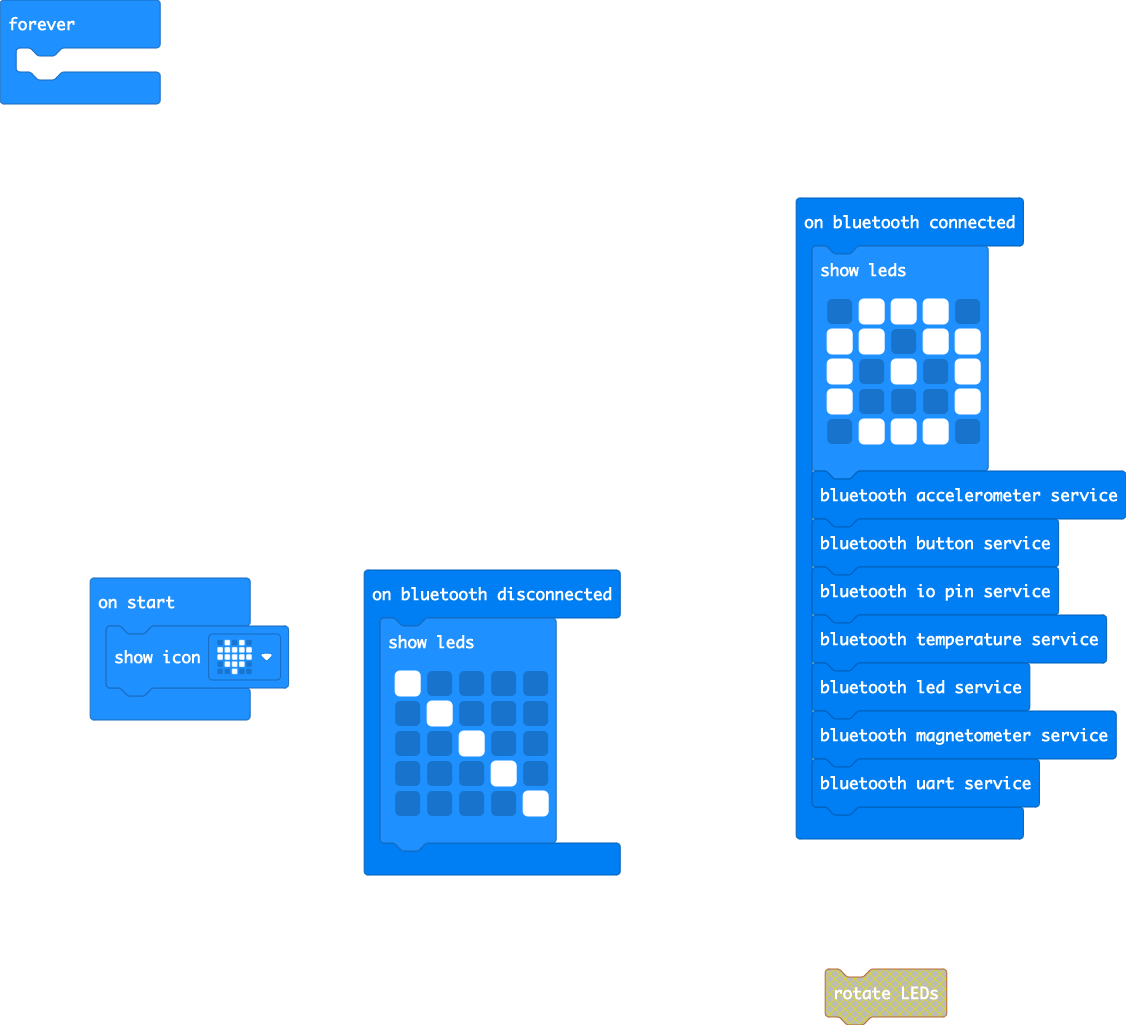 forever
on bluetooth connected
show leds
bluetooth accelerometer service
bluetooth button service
bluetooth io pin service
bluetooth temperature service
bluetooth led service
bluetooth magnetometer service
bluetooth uart service
on start
show icon
on bluetooth disconnected
show leds
rotate LEDs